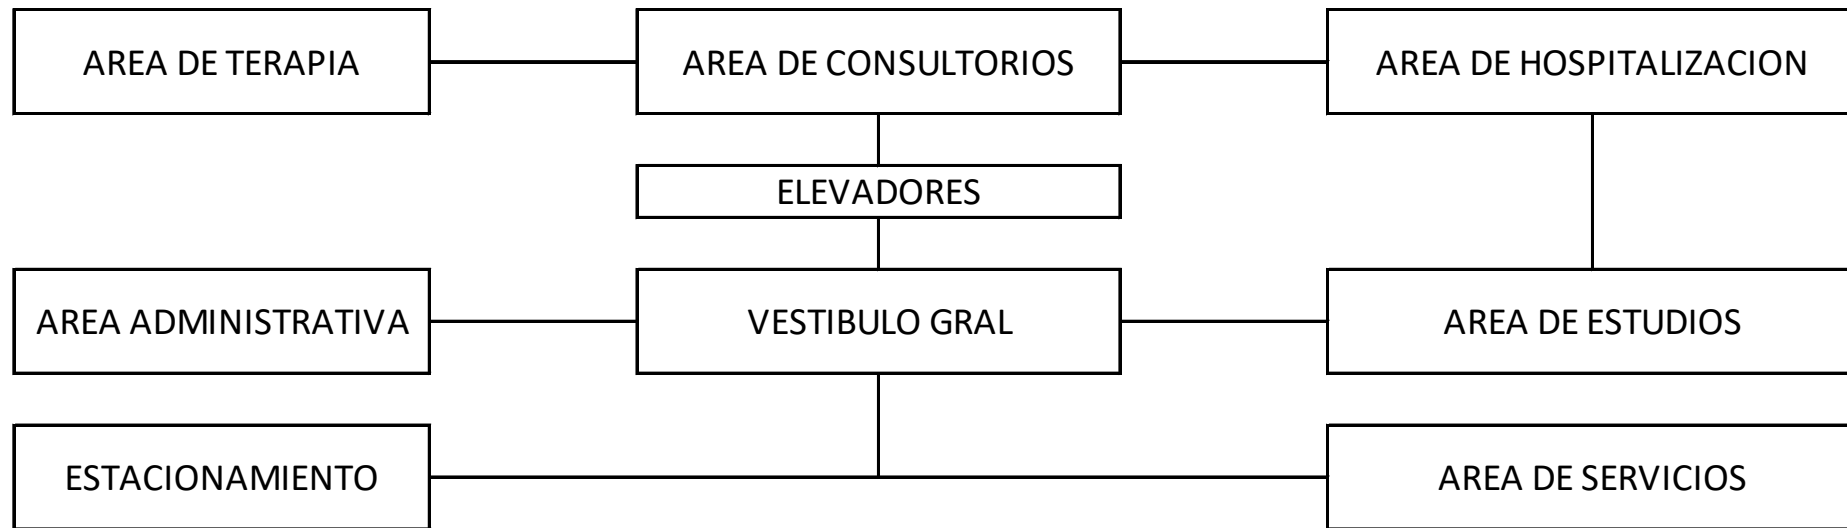 AREA DE TERAPIA
AREA DE CONSULTORIOS
AREA DE HOSPITALIZACION
ELEVADORES
AREA ADMINISTRATIVA
VESTIBULO GRAL
AREA DE ESTUDIOS
ESTACIONAMIENTO
AREA DE SERVICIOS